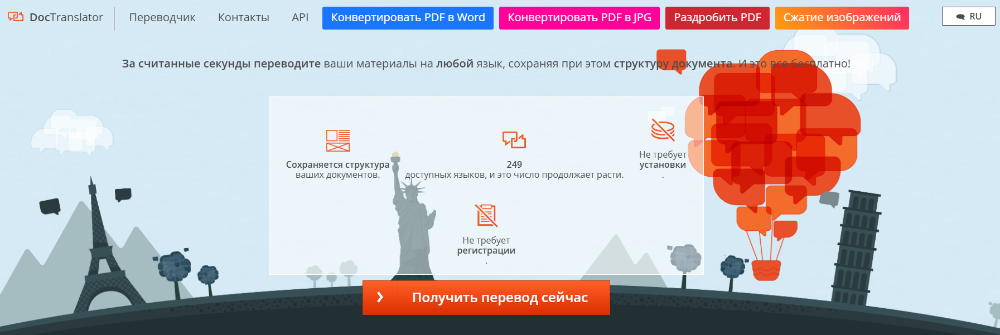 DocTranslator
Переводчик
Контакты
API
Конвертировать PDF в Word
Конвертировать PDF в JPG
Раздробить PDF
Сжатие изображений
RU
За считанные секунды переводите ваши материалы на любой язык, сохраняя при этом структуру документа. И это все бесплатно!
Сохраняется структура
ваших документов.
249
доступных языков, и это число продолжает расти.
Не требует
установки
.
Не требует
регистрации
.
Получить перевод сейчас